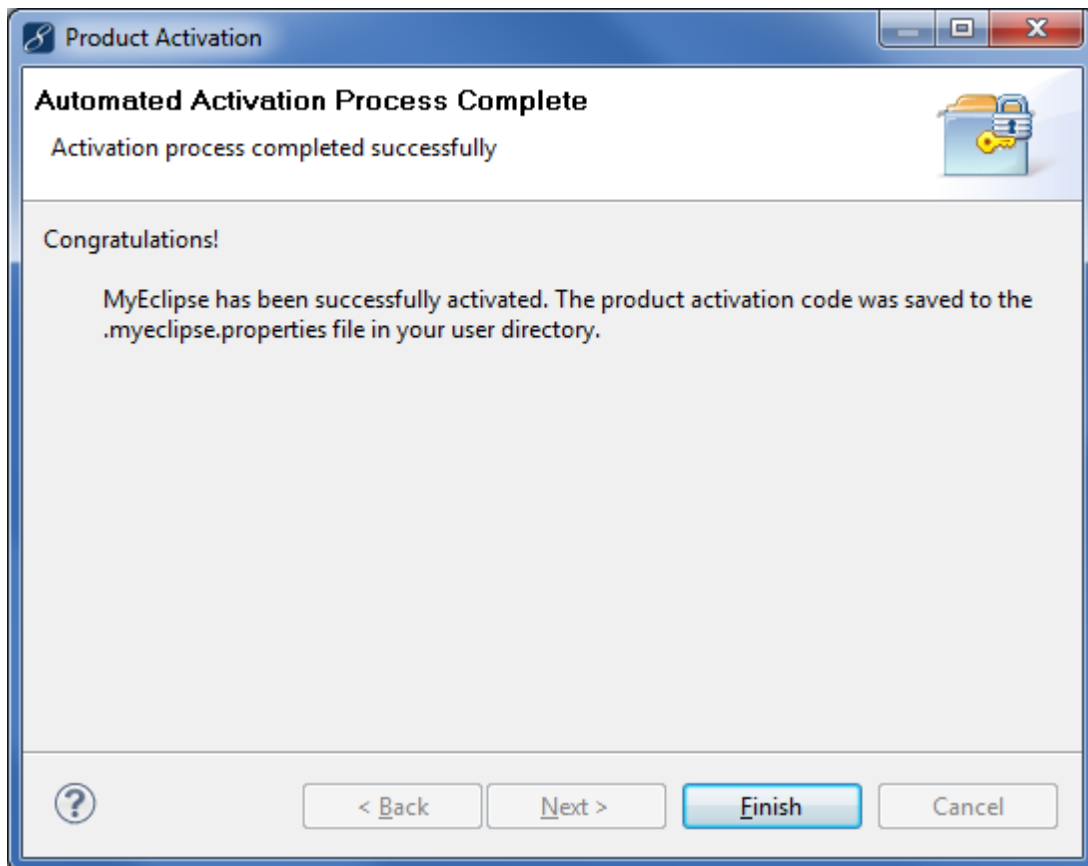 Product Activation
Automated Activation Process Complete
Activation process completed successfully
Congratulations!
MyEclipse has been successfully activated. The product activation code was saved to the
.myeclipse.properties file in your user directory.
?
< Back
Next >
Finish
Cancel